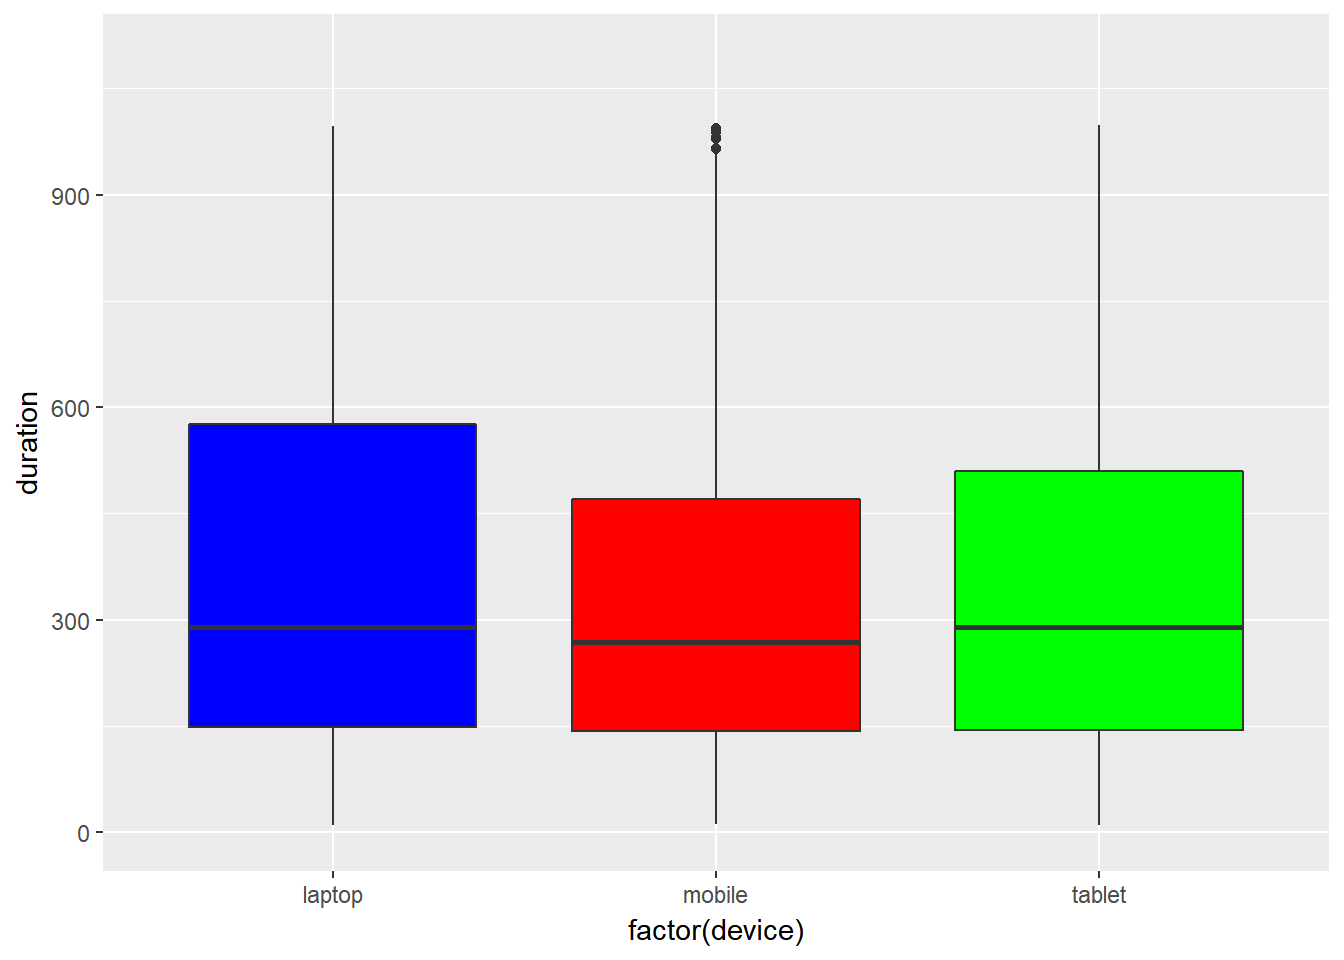 duration
900
600
300
0
laptop mobile tablet
factor(device)